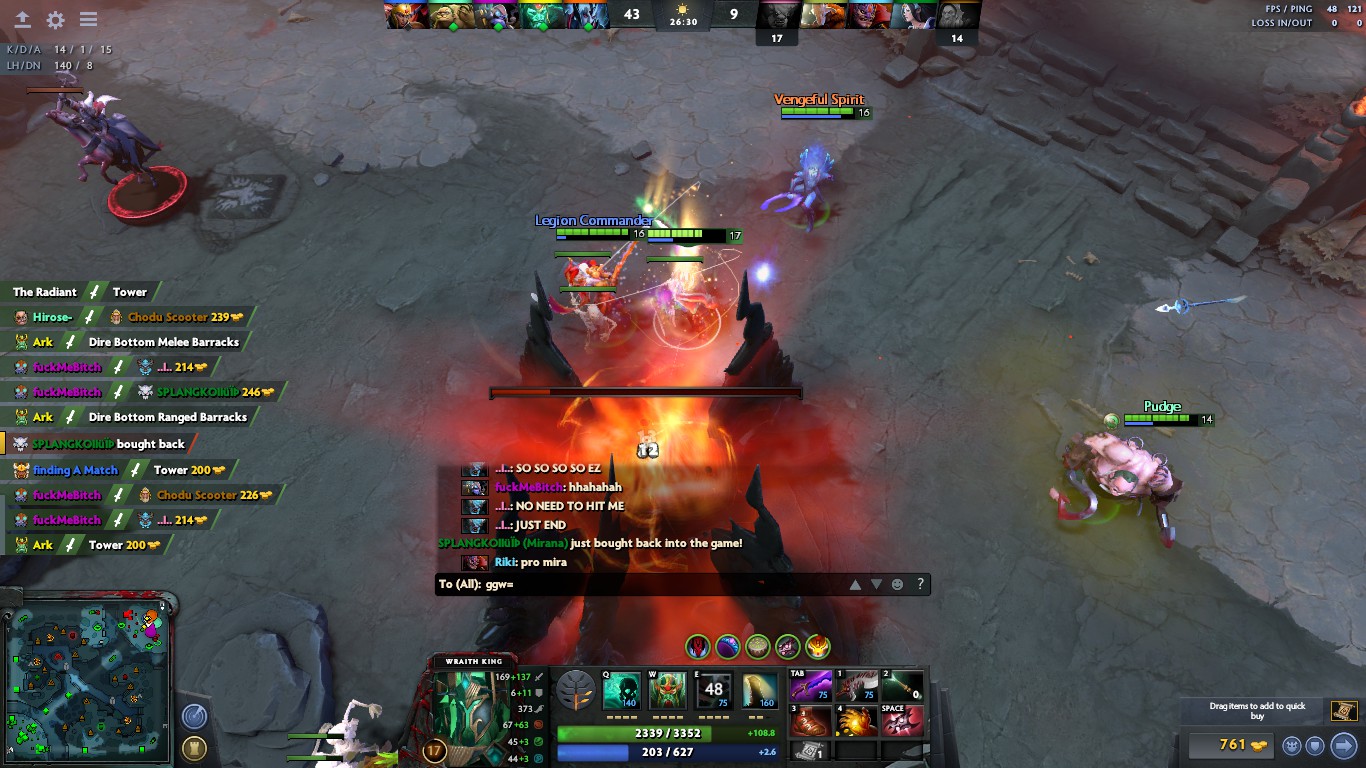 43
26:30
9
17
14
FPS / PING 48 121
LOSS IN/OUT 0 0
K/D/A 14 / 1 / 15
LH/DN 140 / 8
Vengeful Spirit
16
Legion Commander
16
17
Pudge
14
The Radiant Tower
Hirose- Chodu Scooter 239
Ark Dire Bottom Melee Barracks
fuckMeBitch ..I.. 214
fuckMeBitch 246
Ark Dire Bottom Ranged Barracks
bought back
finding A Match Tower 200
fuckMeBitch Chodu Scooter 226
fuckMeBitch ..I.. 214
Ark Tower 200
12
..I..: SO SO SO SO EZ
fuckMeBitch: hhahahah
..I..: NO NEED TO HIT ME
..I..: JUST END
(Mirana) just bought back into the game!
Riki: pro mira
To (All): ggw=
?
WRAITH KING
169+137
6+11
373
67+63
45+3
44+3
17
Q 140
W
E 48 75
160
2339 / 3352 +108.8
203 / 627 +2.6
TAB 75
1 75
2 0
3
4
SPACE
1
Drag items to add to quick
buy
761